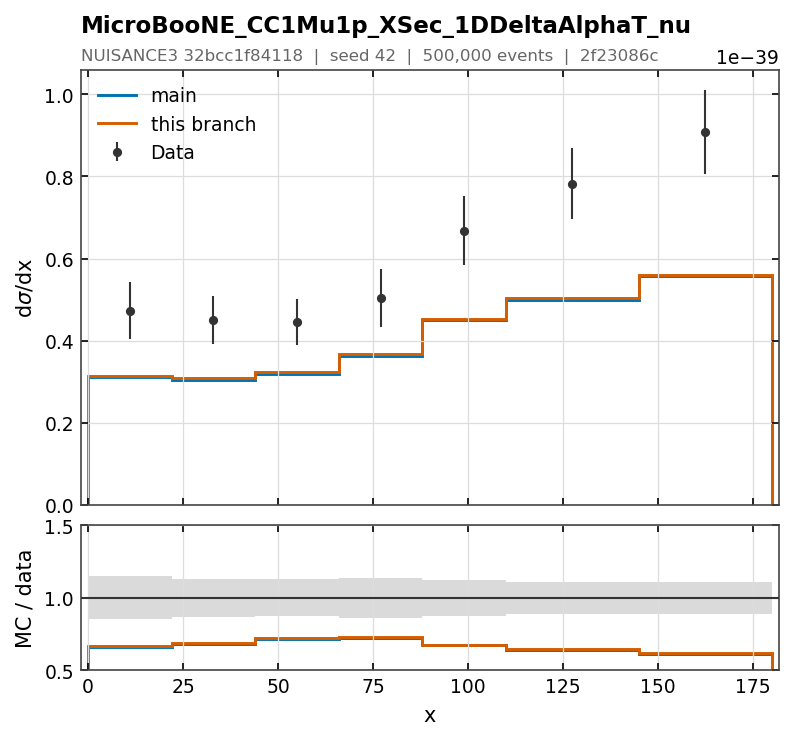 MicroBooNE_CC1Mu1p_XSec_1DDeltaAlphaT_nu
NUISANCE3 32bcc1f84118 | seed 42 | 500,000 events | 2f23086c
1e−39
main
this branch
Data
dσ/dx
1.0
0.8
0.6
0.4
0.2
0.0
MC / data
1.5
1.0
0.5
0 25 50 75 100 125 150 175
x